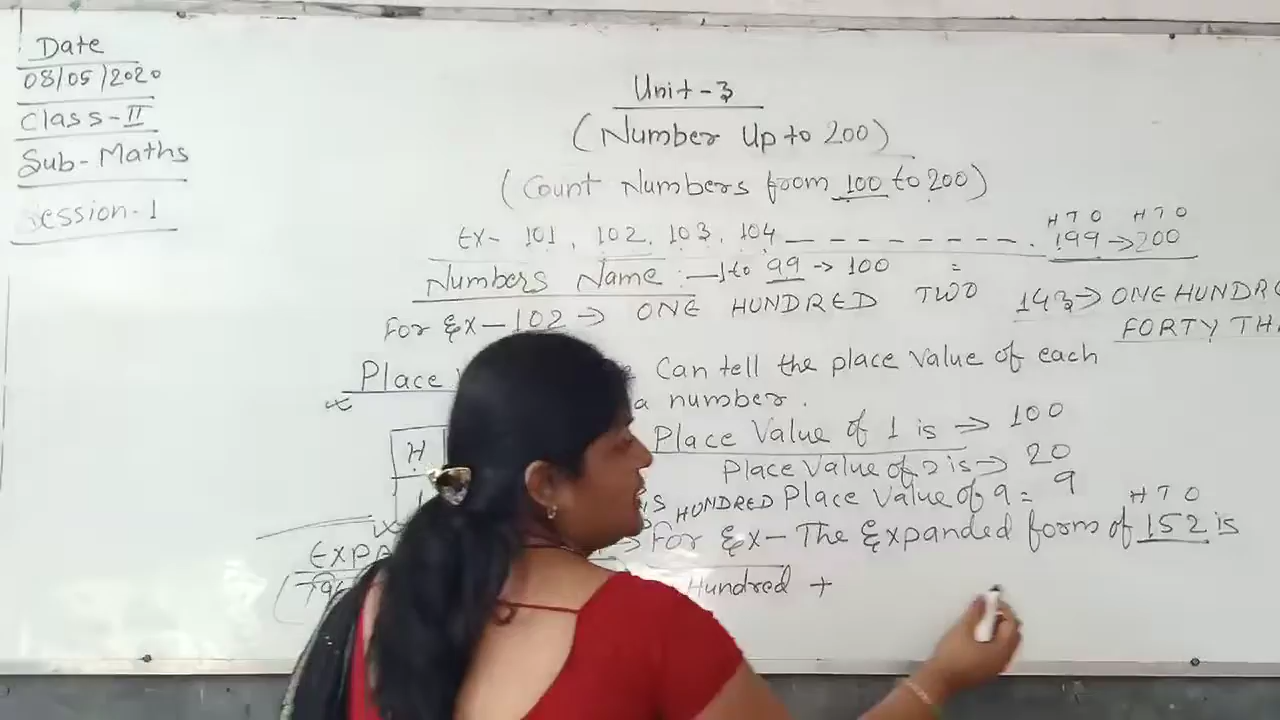 Date
08/05/2020
Class-II
Sub-Maths
Session-1
Unit-3
(Number Up to 200)
(Count Numbers from 100 to 200)
H T O H T O
Ex- 101, 102, 103, 104 — — — — — — — — . 199 → 200
Numbers Name :— 1 to 99 → 100
For Ex - 102 → ONE HUNDRED TWO 143 → ONE HUNDRE
FORTY TH
Place Can tell the place value of each
a number.
H
Place Value of 1 is → 100
Place Value of 2 is → 20
HUNDRED Place Value of 9 = 9
H T O
EXPA → For Ex - The Expanded form of 152 is
Hundred +